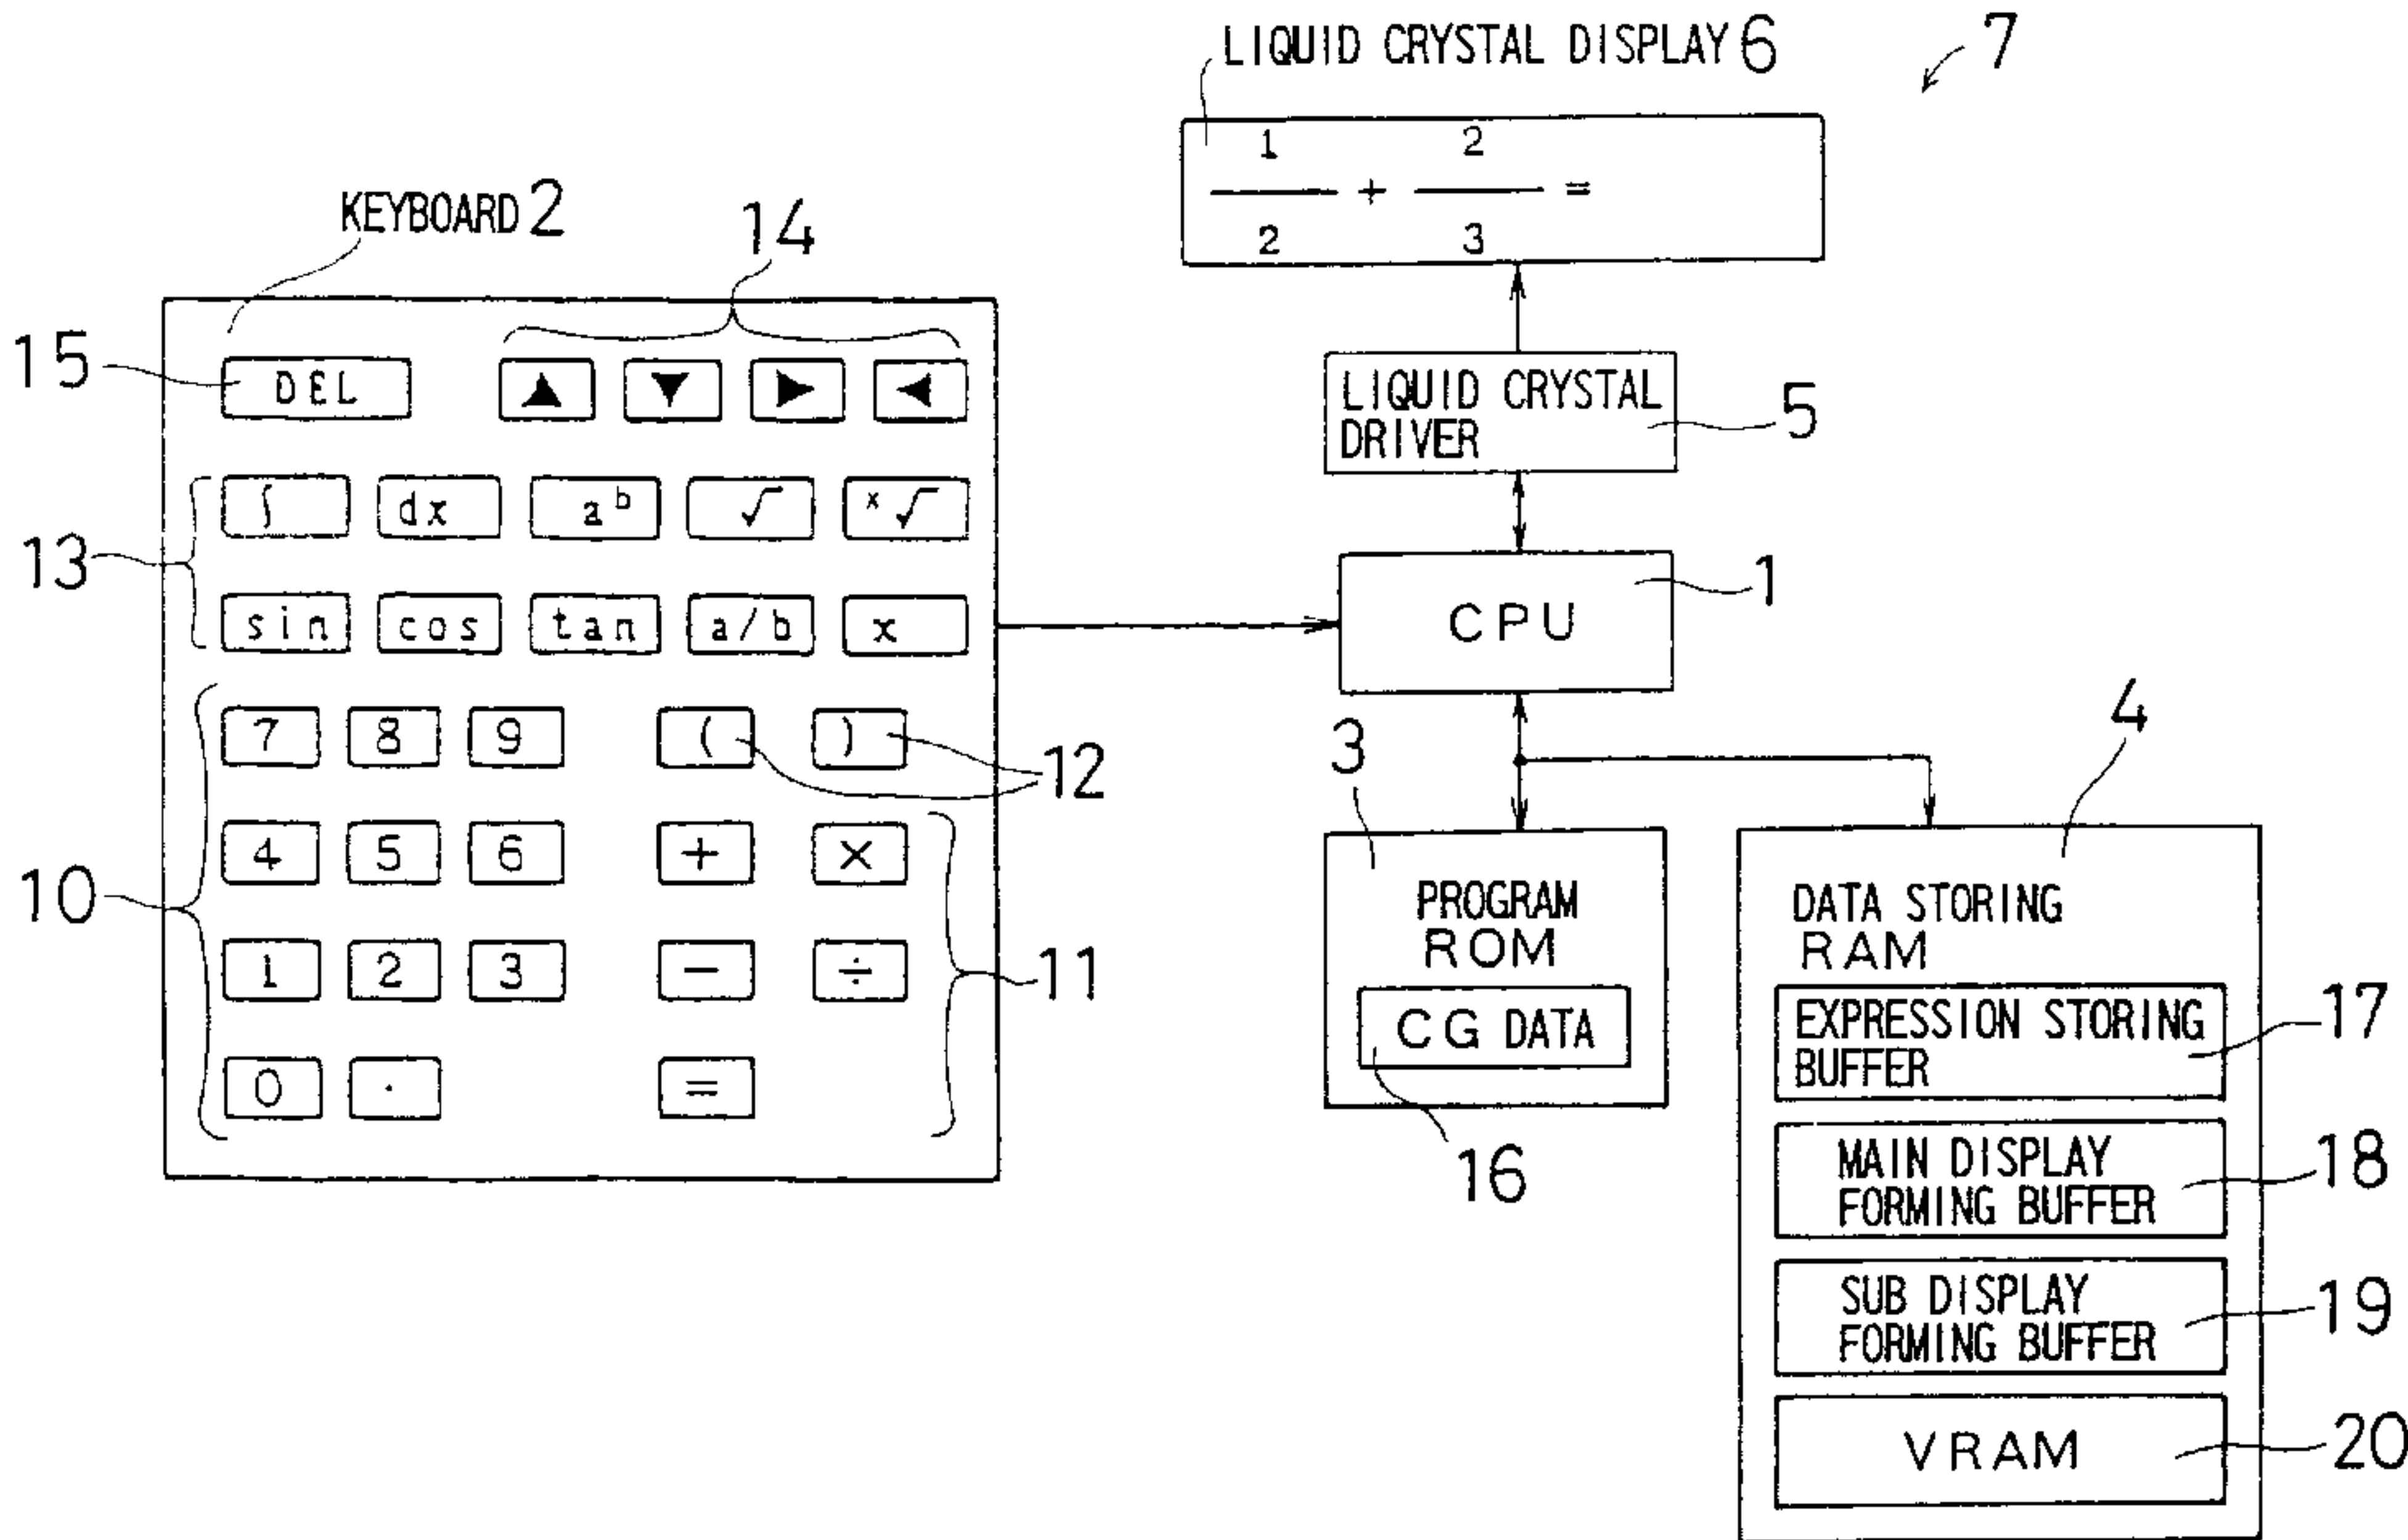 LIQUID CRYSTAL DISPLAY 6
7
1 2
+ =
2 3
KEYBOARD 2
14
15
DEL ▲ ▼ ▶ ◀
LIQUID CRYSTAL
DRIVER
5
13
∫ dx a^b √ ˣ√
sin cos tan a/b x
CPU
1
10
7 8 9 ( )
12
4 5 6 + ×
1 2 3 - ÷
11
0 · =
3
PROGRAM
ROM
CG DATA
16
4
DATA STORING
RAM
EXPRESSION STORING
BUFFER
17
MAIN DISPLAY
FORMING BUFFER
18
SUB DISPLAY
FORMING BUFFER
19
VRAM
20